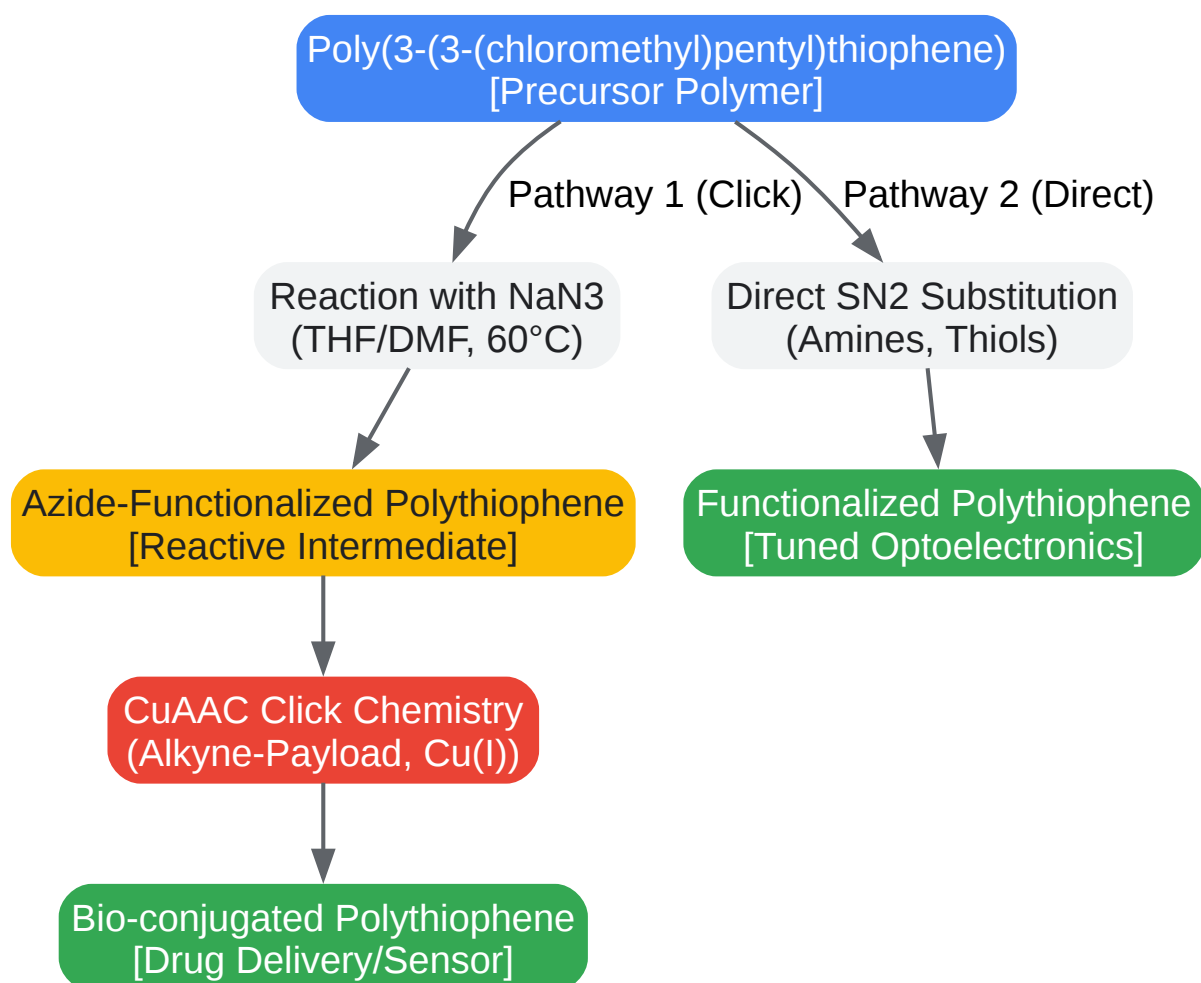 Poly(3-(3-(chloromethyl)pentyl)thiophene)
[Precursor Polymer]
Pathway 1 (Click)
Pathway 2 (Direct)
Reaction with NaN3
(THF/DMF, 60°C)
Direct SN2 Substitution
(Amines, Thiols)
Azide-Functionalized Polythiophene
[Reactive Intermediate]
Functionalized Polythiophene
[Tuned Optoelectronics]
CuAAC Click Chemistry
(Alkyne-Payload, Cu(I))
Bio-conjugated Polythiophene
[Drug Delivery/Sensor]